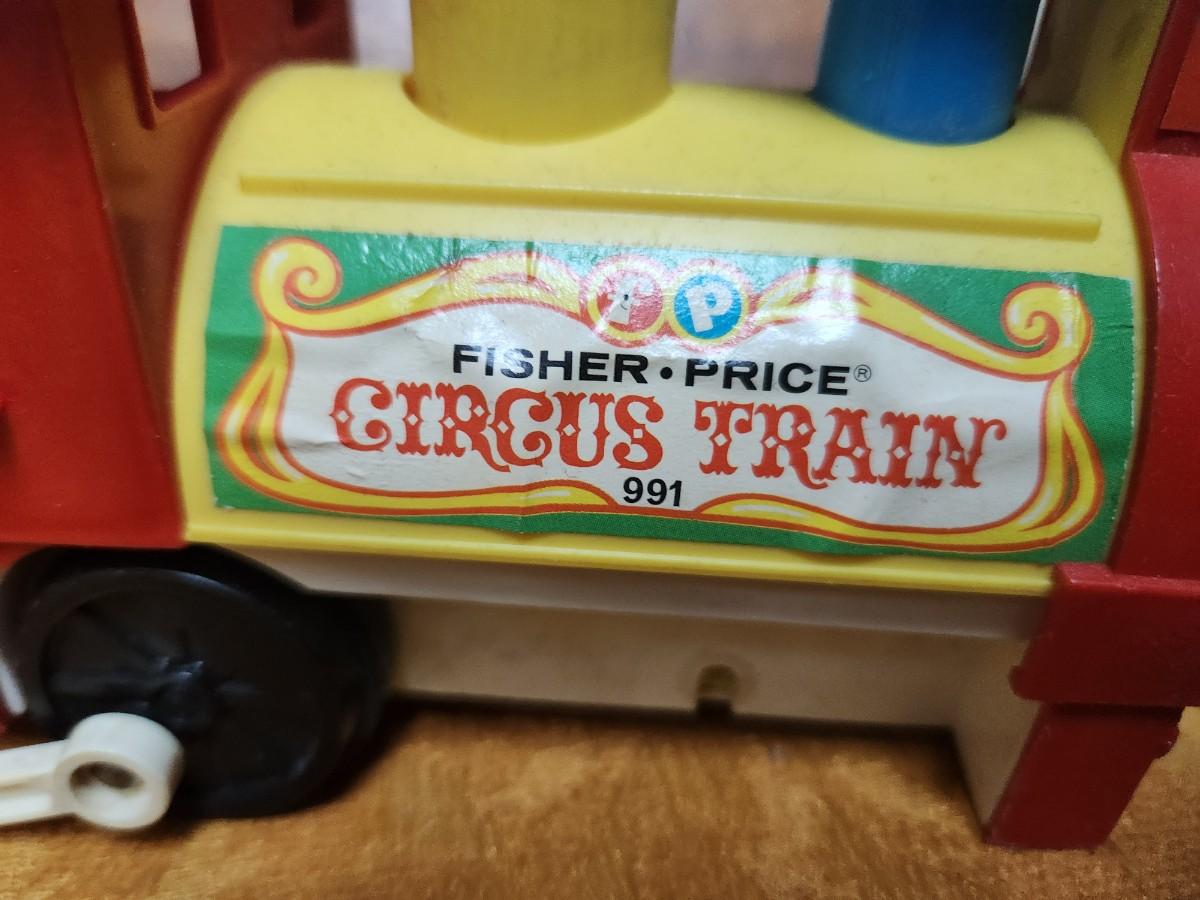 f P
FISHER • PRICE®
CIRCUS TRAIN
991